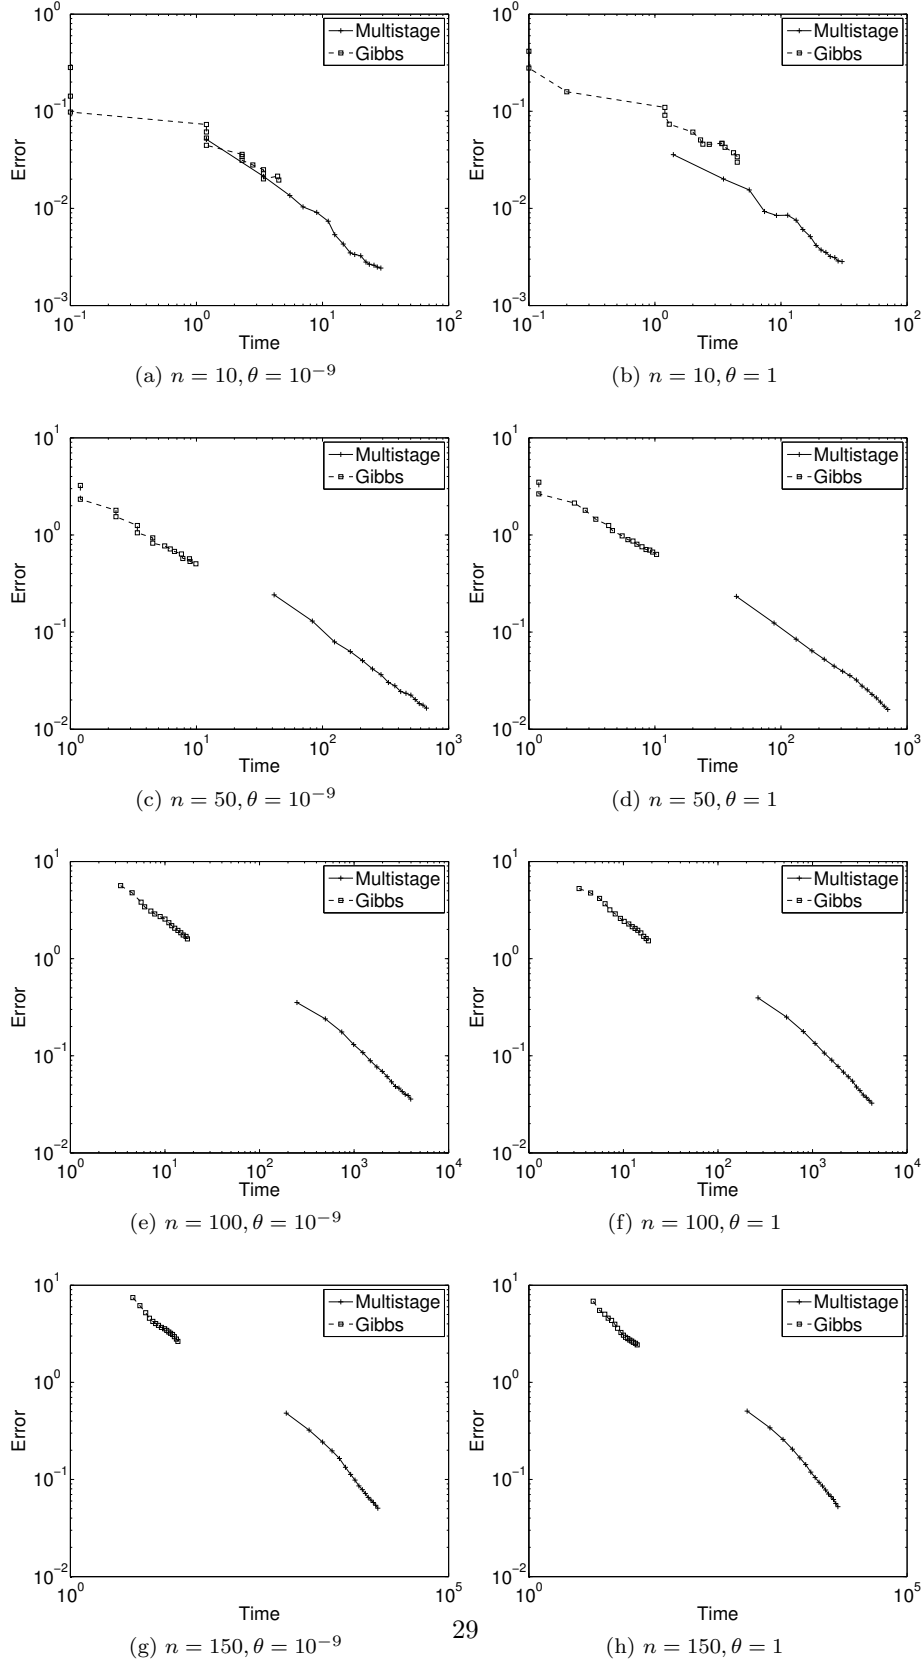 10^0
10^-1
10^-2
10^-3
Error
Multistage
Gibbs
10^-1 10^0 10^1 10^2
Time
(a) n = 10, θ = 10^−9
10^0
10^-1
10^-2
10^-3
Error
Multistage
Gibbs
10^-1 10^0 10^1 10^2
Time
(b) n = 10, θ = 1
10^1
10^0
10^-1
10^-2
Error
Multistage
Gibbs
10^0 10^1 10^2 10^3
Time
(c) n = 50, θ = 10^−9
10^1
10^0
10^-1
10^-2
Error
Multistage
Gibbs
10^0 10^1 10^2 10^3
Time
(d) n = 50, θ = 1
10^1
10^0
10^-1
10^-2
Error
Multistage
Gibbs
10^0 10^1 10^2 10^3 10^4
Time
(e) n = 100, θ = 10^−9
10^1
10^0
10^-1
10^-2
Error
Multistage
Gibbs
10^0 10^1 10^2 10^3 10^4
Time
(f) n = 100, θ = 1
10^1
10^0
10^-1
10^-2
Error
Multistage
Gibbs
10^0 10^5
Time
(g) n = 150, θ = 10^−9
10^1
10^0
10^-1
10^-2
Error
Multistage
Gibbs
10^0 10^5
Time
(h) n = 150, θ = 1
29